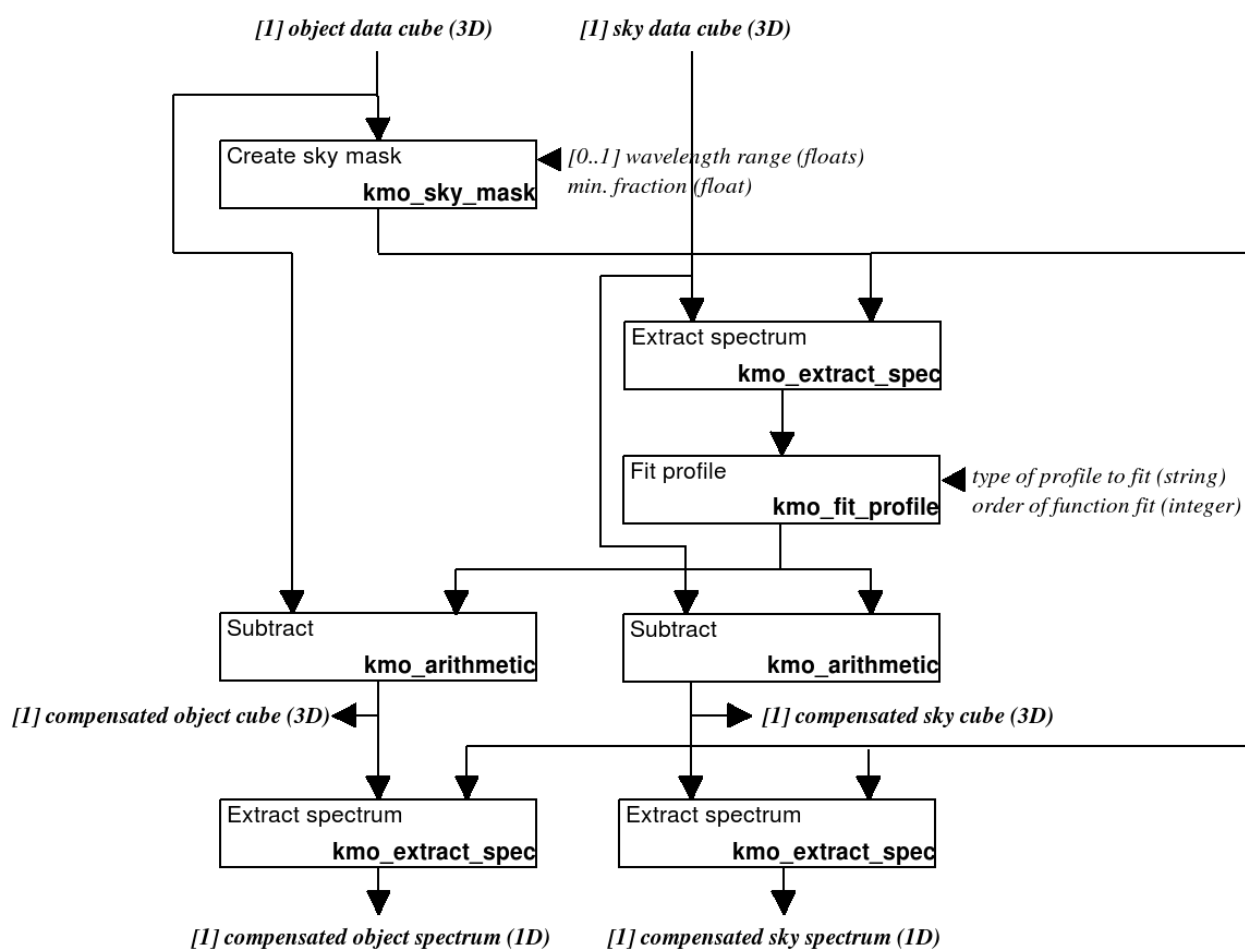 [1] object data cube (3D)
[1] sky data cube (3D)
Create sky mask
kmo_sky_mask
[0..1] wavelength range (floats)
min. fraction (float)
Extract spectrum
kmo_extract_spec
Fit profile
kmo_fit_profile
type of profile to fit (string)
order of function fit (integer)
Subtract
kmo_arithmetic
Subtract
kmo_arithmetic
[1] compensated object cube (3D)
[1] compensated sky cube (3D)
Extract spectrum
kmo_extract_spec
Extract spectrum
kmo_extract_spec
[1] compensated object spectrum (1D)
[1] compensated sky spectrum (1D)